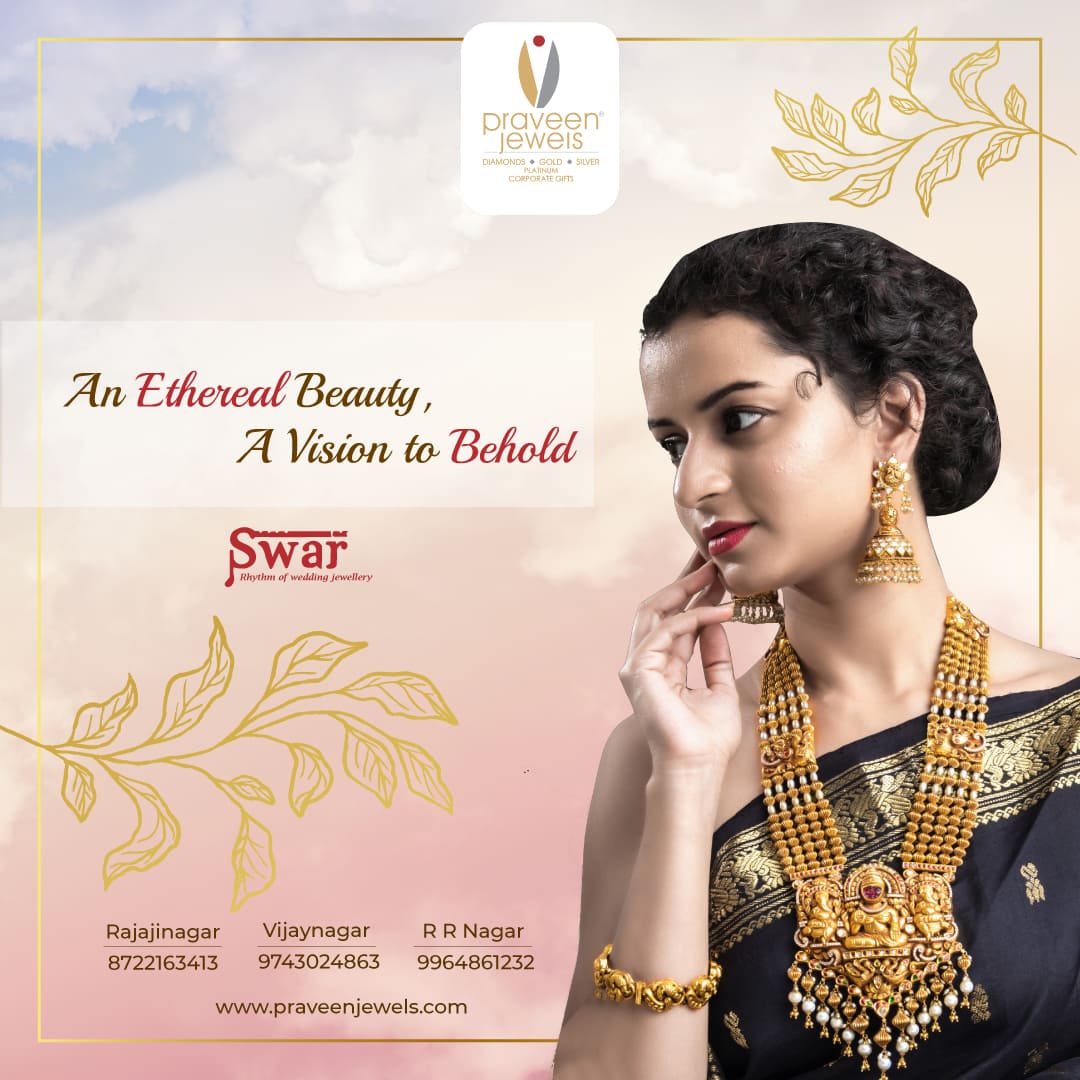 praveen®
jewels
DIAMONDS ◆ GOLD ◆ SILVER
PLATINUM
CORPORATE GIFTS
An Ethereal Beauty,
A Vision to Behold
Swar
Rhythm of wedding jewellery
Rajajinagar Vijaynagar R R Nagar
8722163413 9743024863 9964861232
www.praveenjewels.com